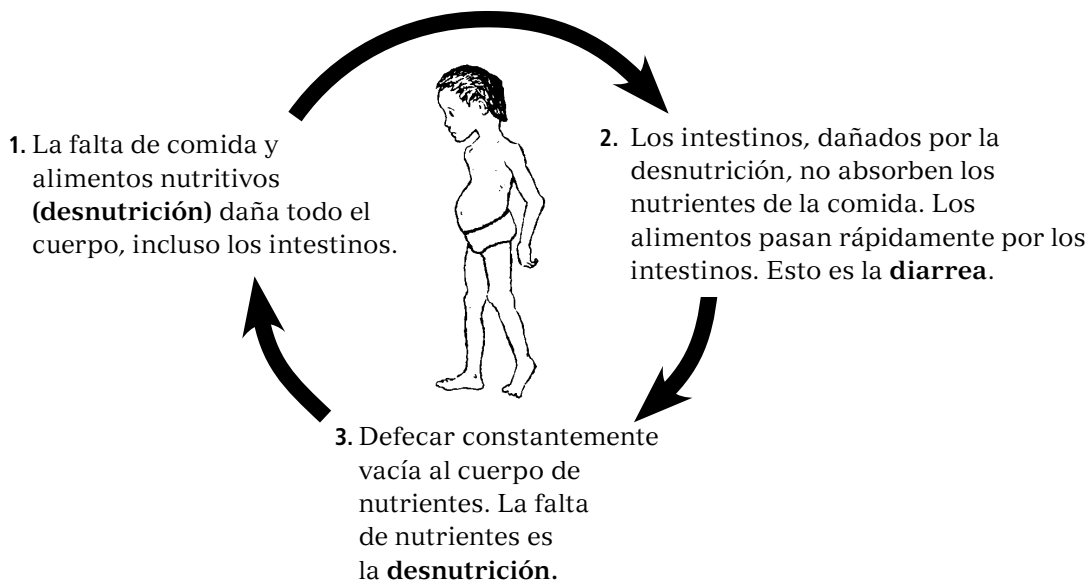 1. La falta de comida y
alimentos nutritivos
(desnutrición) daña todo el
cuerpo, incluso los intestinos.
2. Los intestinos, dañados por la
desnutrición, no absorben los
nutrientes de la comida. Los
alimentos pasan rápidamente por los
intestinos. Esto es la diarrea.
3. Defecar constantemente
vacía al cuerpo de
nutrientes. La falta
de nutrientes es
la desnutrición.